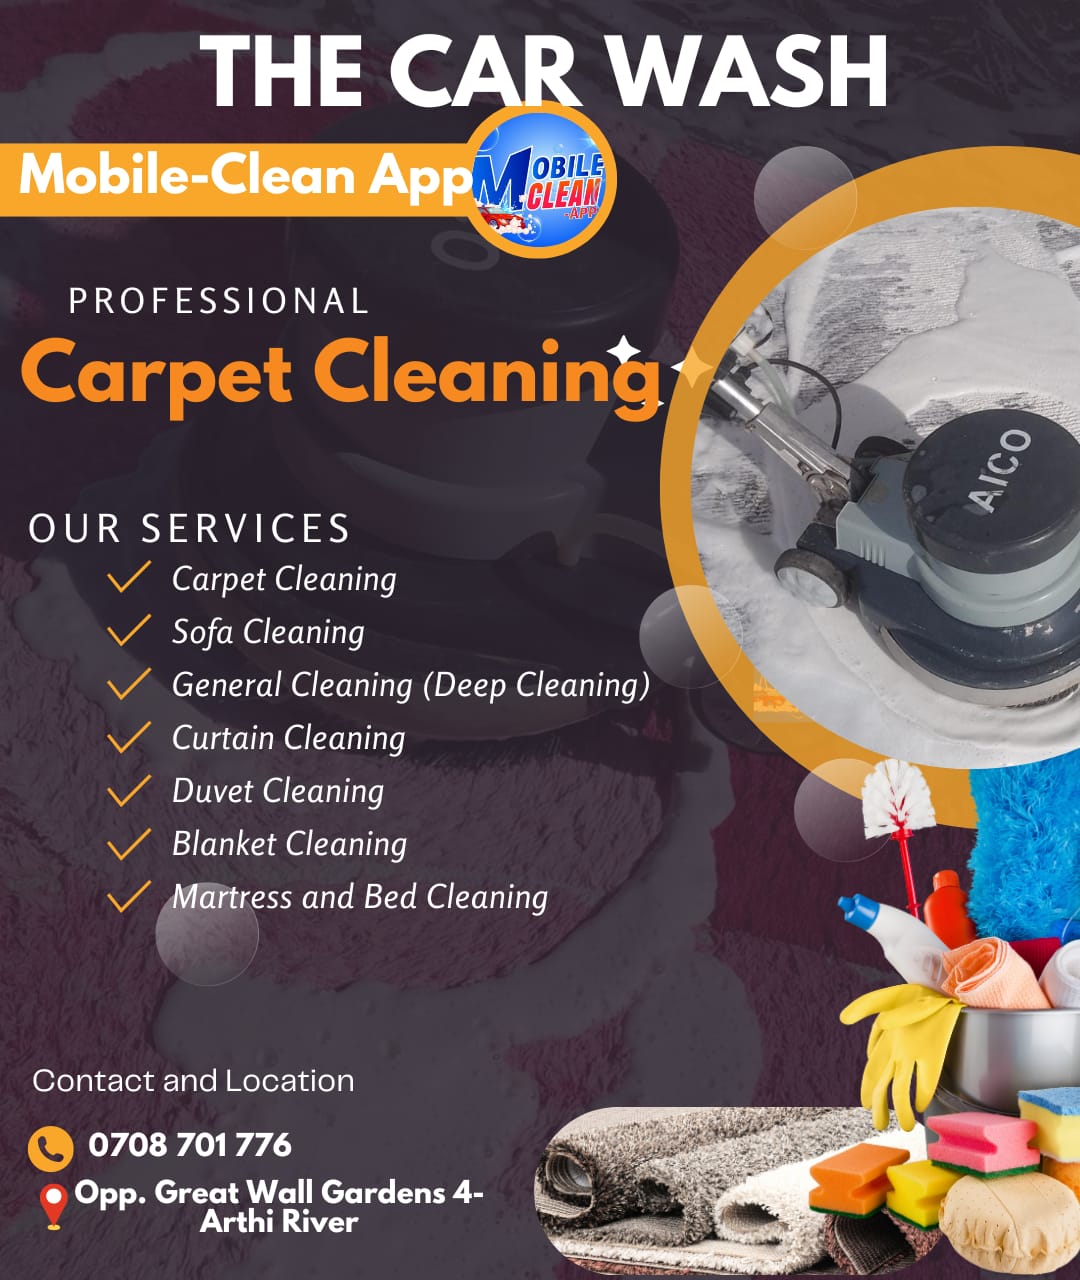 THE CAR WASH
Mobile-Clean App
MOBILE
CLEAN
-APP
PROFESSIONAL
Carpet Cleaning
AICO
OUR SERVICES
Carpet Cleaning
Sofa Cleaning
General Cleaning (Deep Cleaning)
Curtain Cleaning
Duvet Cleaning
Blanket Cleaning
Martress and Bed Cleaning
Contact and Location
0708 701 776
Opp. Great Wall Gardens 4-
Arthi River